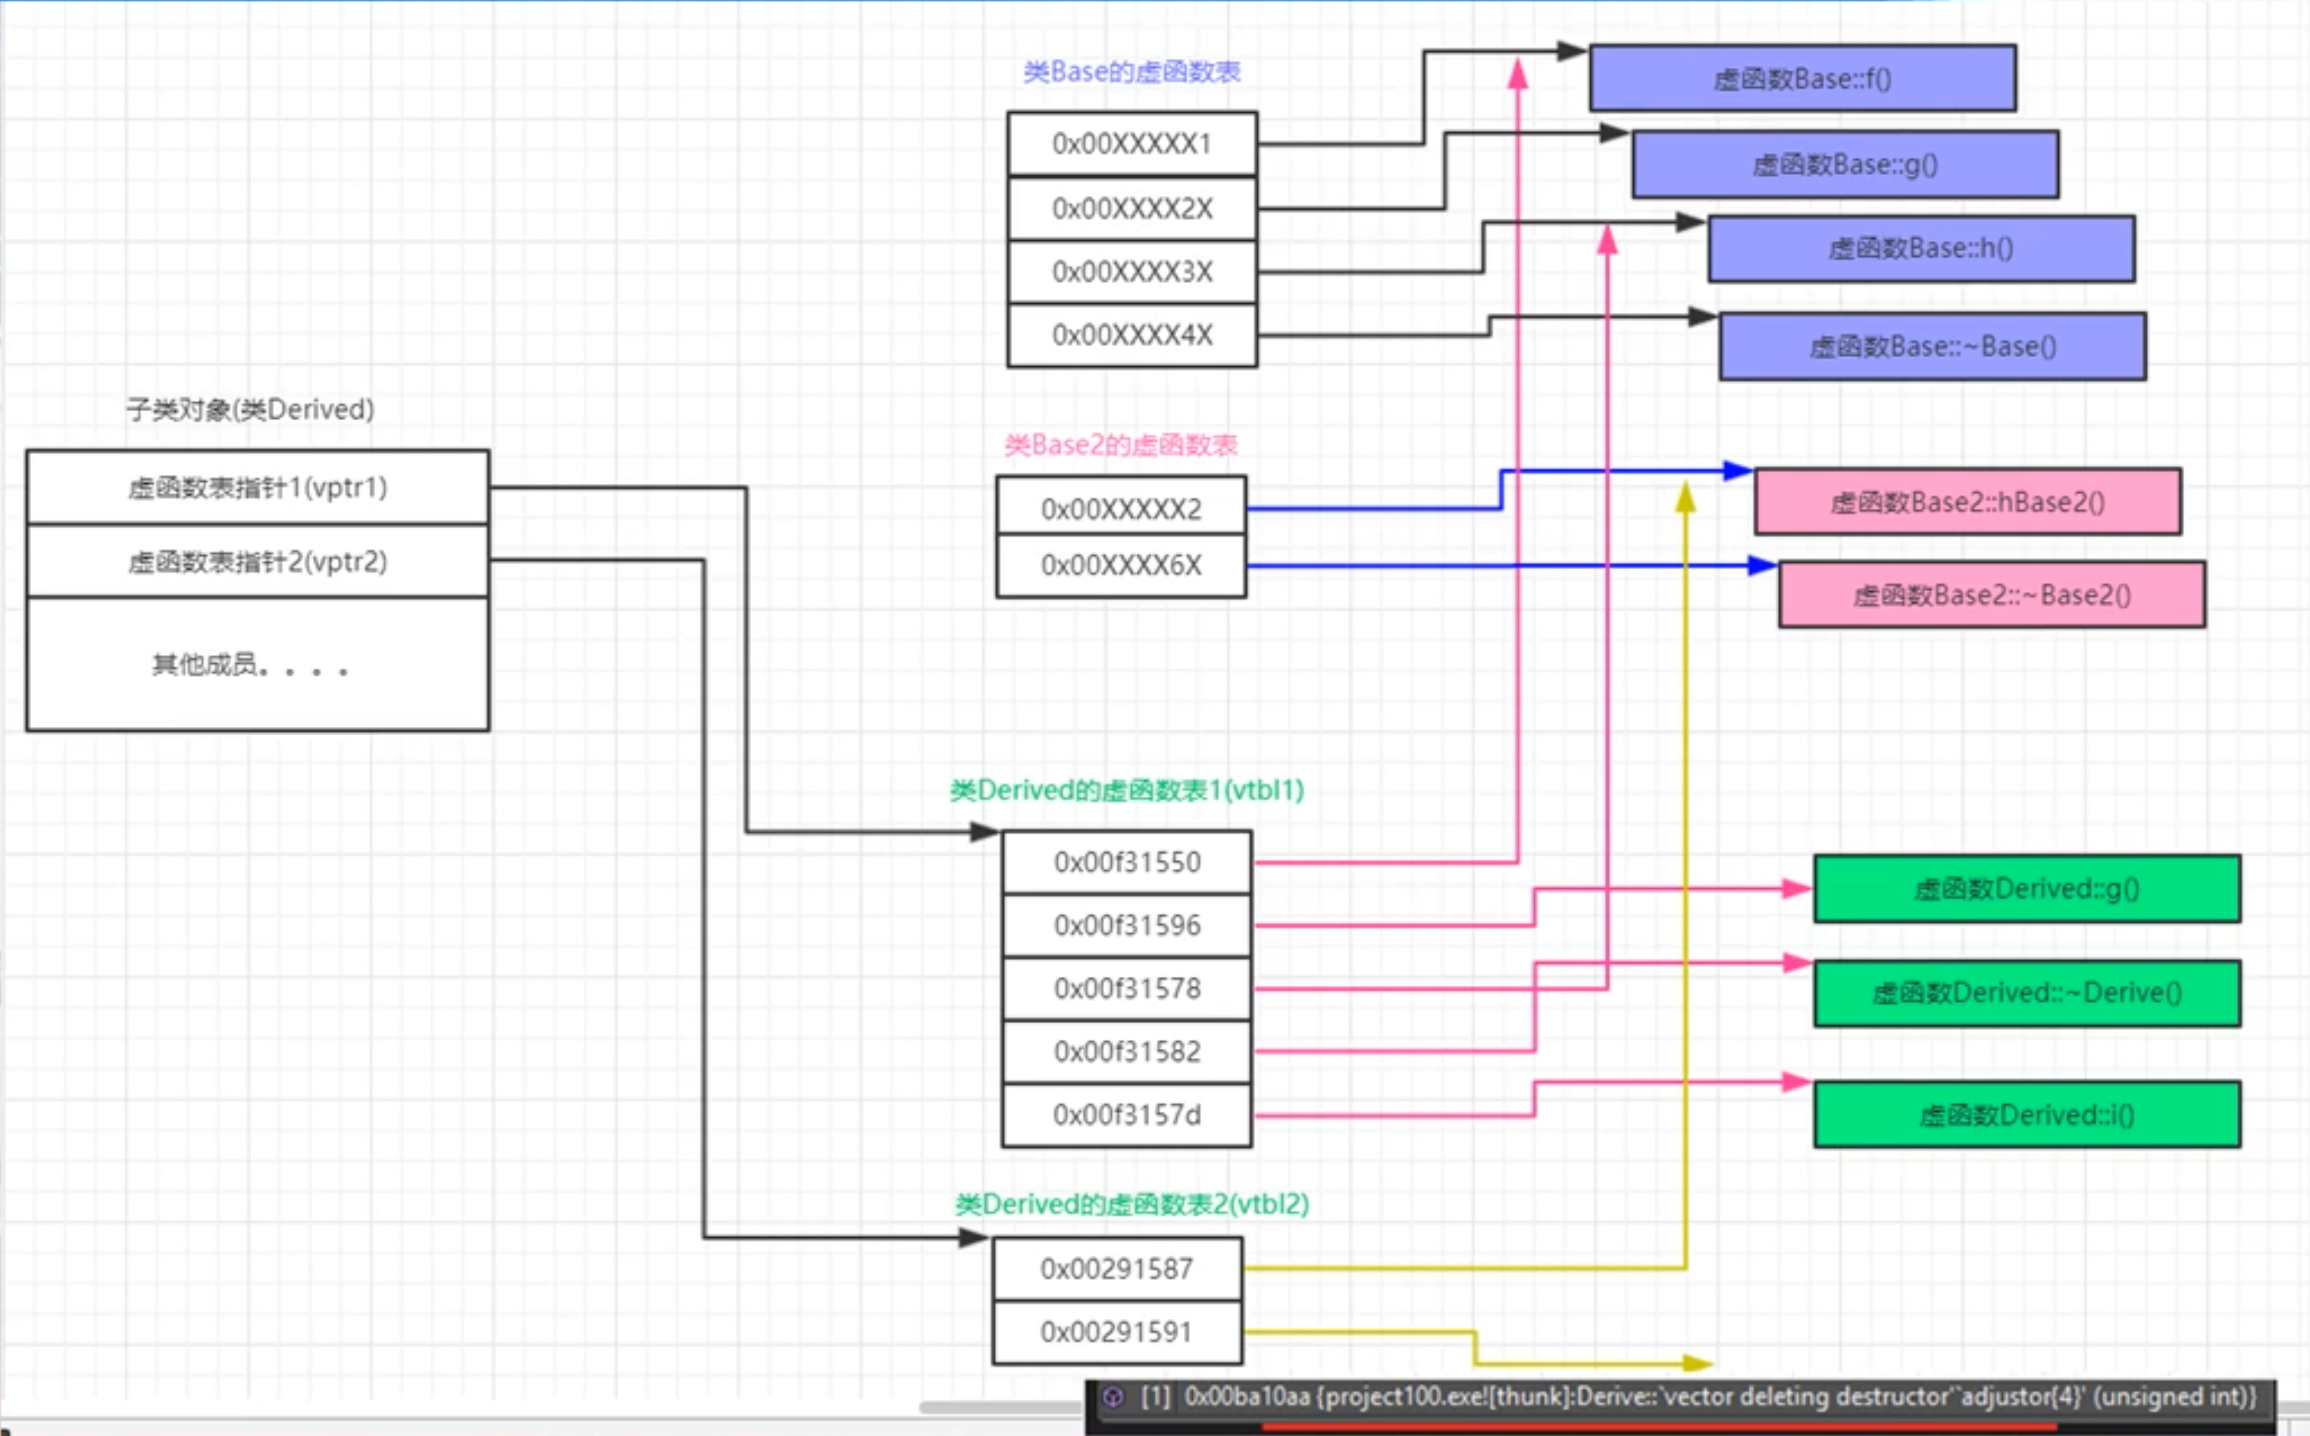 类Base的虚函数表
0x00XXXXX1
0x00XXXX2X
0x00XXXX3X
0x00XXXX4X
虚函数Base::f()
虚函数Base::g()
虚函数Base::h()
虚函数Base::~Base()
子类对象(类Derived)
虚函数表指针1(vptr1)
虚函数表指针2(vptr2)
其他成员。。。。
类Base2的虚函数表
0x00XXXXX2
0x00XXXX6X
虚函数Base2::hBase2()
虚函数Base2::~Base2()
类Derived的虚函数表1(vtbl1)
0x00f31550
0x00f31596
0x00f31578
0x00f31582
0x00f3157d
虚函数Derived::g()
虚函数Derived::~Derive()
虚函数Derived::i()
类Derived的虚函数表2(vtbl2)
0x00291587
0x00291591
[1] 0x00ba10aa {project100.exe![thunk]:Derive::`vector deleting destructor'`adjustor{4}' (unsigned int)}